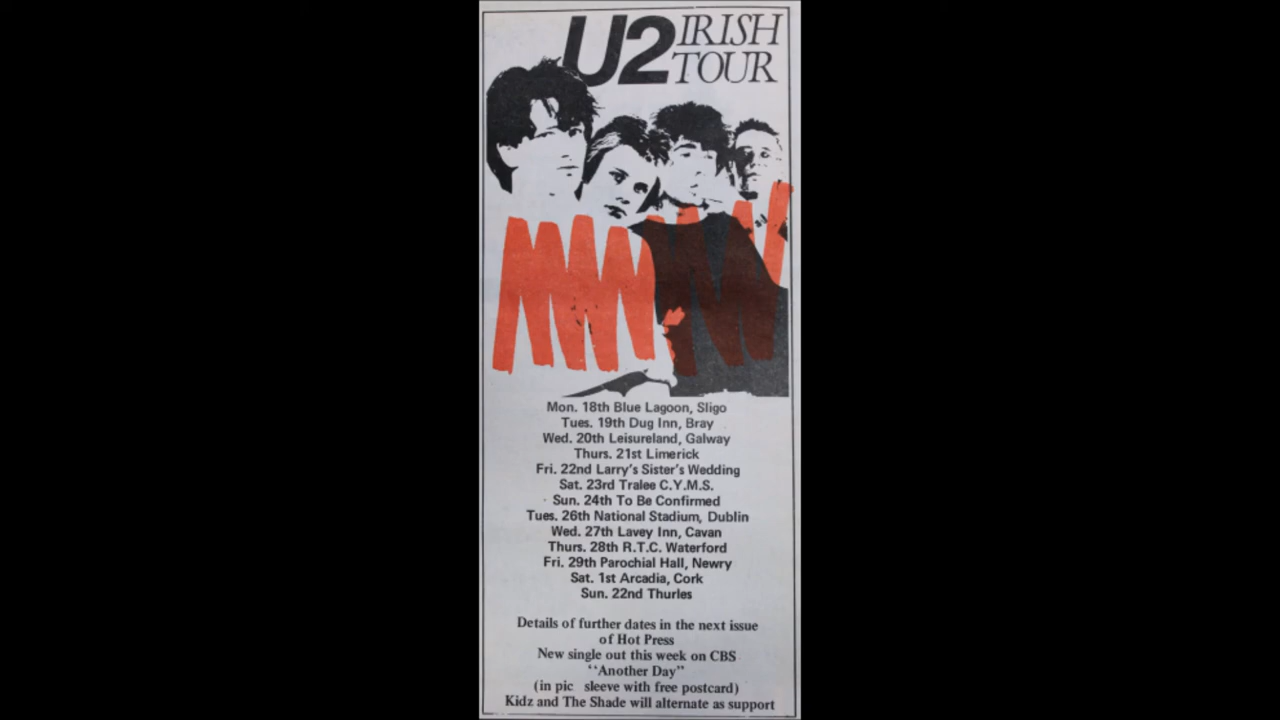 U2 IRISH
TOUR
Mon. 18th Blue Lagoon, Sligo
Tues. 19th Dug Inn, Bray
Wed. 20th Leisureland, Galway
Thurs. 21st Limerick
Fri. 22nd Larry's Sister's Wedding
Sat. 23rd Tralee C.Y.M.S.
Sun. 24th To Be Confirmed
Tues. 26th National Stadium, Dublin
Wed. 27th Lavey Inn, Cavan
Thurs. 28th R.T.C. Waterford
Fri. 29th Parochial Hall, Newry
Sat. 1st Arcadia, Cork
Sun. 22nd Thurles
Details of further dates in the next issue
of Hot Press
New single out this week on CBS
"Another Day"
(in pic sleeve with free postcard)
Kidz and The Shade will alternate as support